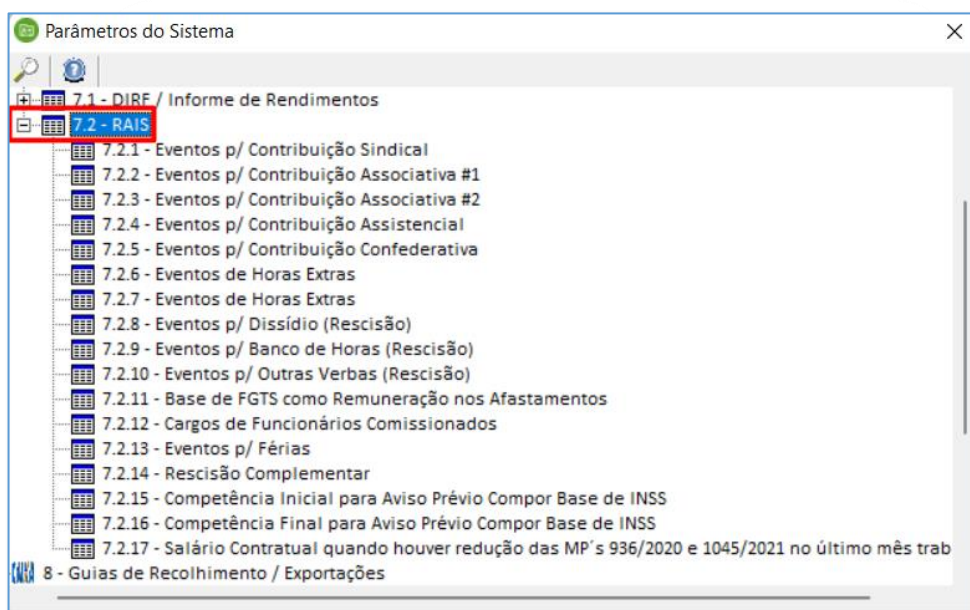 Parâmetros do Sistema
7.1 - DIRF / Informe de Rendimentos
7.2 - RAIS
7.2.1 - Eventos p/ Contribuição Sindical
7.2.2 - Eventos p/ Contribuição Associativa #1
7.2.3 - Eventos p/ Contribuição Associativa #2
7.2.4 - Eventos p/ Contribuição Assistencial
7.2.5 - Eventos p/ Contribuição Confederativa
7.2.6 - Eventos de Horas Extras
7.2.7 - Eventos de Horas Extras
7.2.8 - Eventos p/ Dissídio (Rescisão)
7.2.9 - Eventos p/ Banco de Horas (Rescisão)
7.2.10 - Eventos p/ Outras Verbas (Rescisão)
7.2.11 - Base de FGTS como Remuneração nos Afastamentos
7.2.12 - Cargos de Funcionários Comissionados
7.2.13 - Eventos p/ Férias
7.2.14 - Rescisão Complementar
7.2.15 - Competência Inicial para Aviso Prévio Compor Base de INSS
7.2.16 - Competência Final para Aviso Prévio Compor Base de INSS
7.2.17 - Salário Contratual quando houver redução das MP´s 936/2020 e 1045/2021 no último mês trab
8 - Guias de Recolhimento / Exportações